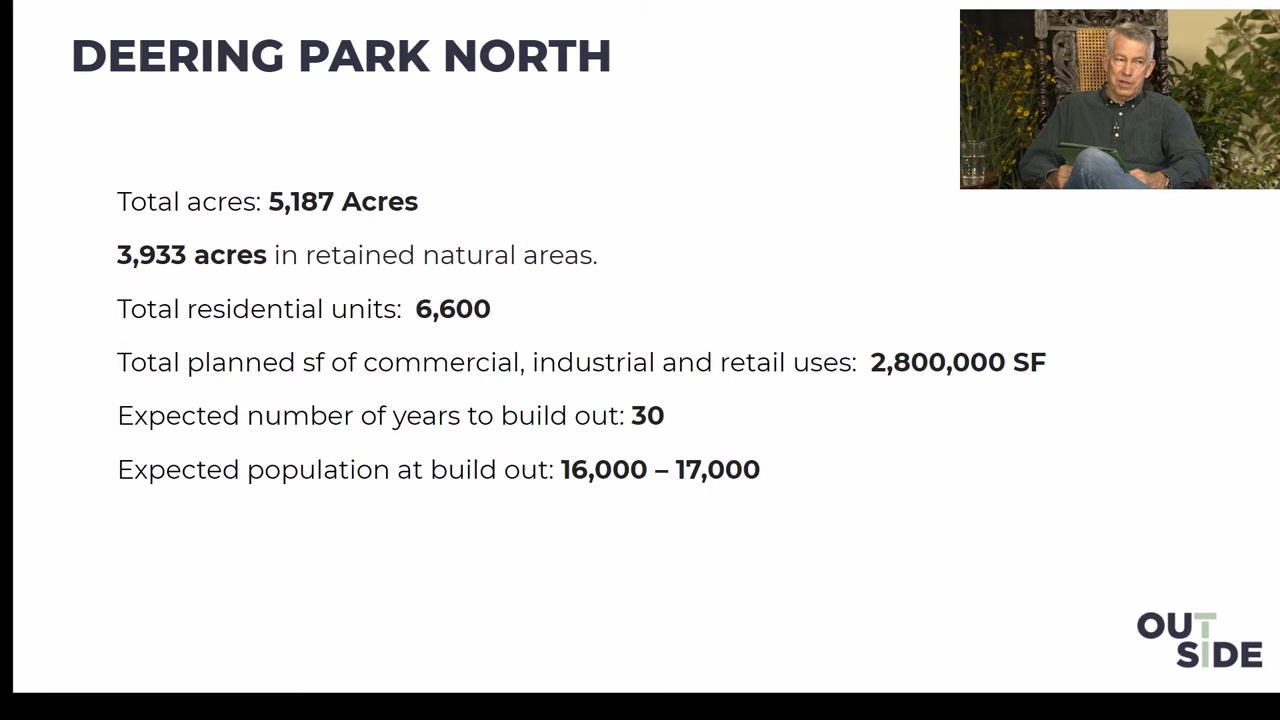 DEERING PARK NORTH
Total acres: 5,187 Acres
3,933 acres in retained natural areas.
Total residential units: 6,600
Total planned sf of commercial, industrial and retail uses: 2,800,000 SF
Expected number of years to build out: 30
Expected population at build out: 16,000 – 17,000
OUT
SIDE